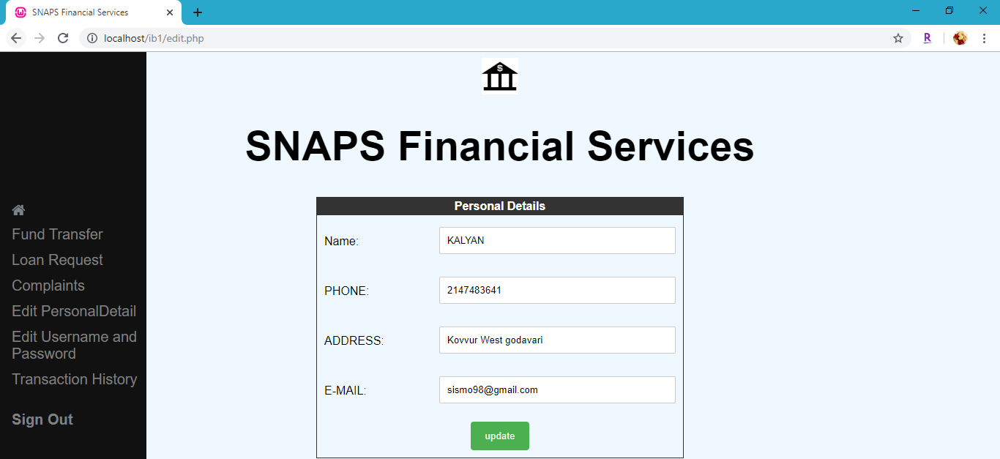 SNAPS Financial Services
localhost/ib1/edit.php
R
$
SNAPS Financial Services
Fund Transfer
Loan Request
Complaints
Edit PersonalDetail
Edit Username and
Password
Transaction History
Sign Out
Personal Details
Name: KALYAN
PHONE: 2147483641
ADDRESS: Kovvur West godavari
E-MAIL: sismo98@gmail.com
update